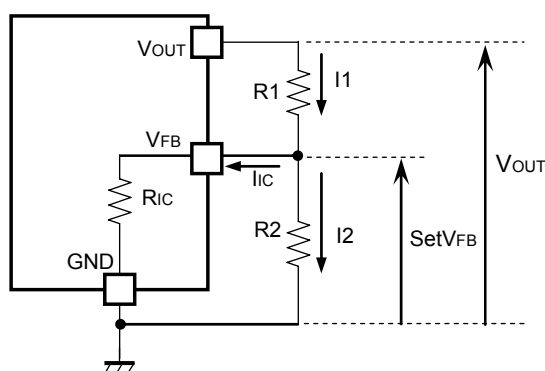 VOUT
R1
I1
VFB
IIC
VOUT
RIC
R2
I2
SetVFB
GND